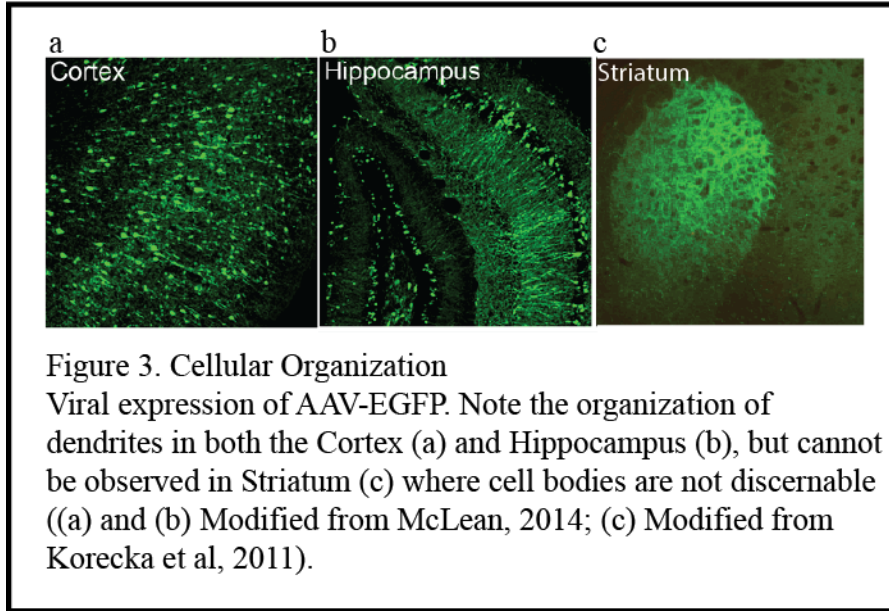 a b c
Cortex Hippocampus Striatum
Figure 3. Cellular Organization
Viral expression of AAV-EGFP. Note the organization of
dendrites in both the Cortex (a) and Hippocampus (b), but cannot
be observed in Striatum (c) where cell bodies are not discernable
((a) and (b) Modified from McLean, 2014; (c) Modified from
Korecka et al, 2011).